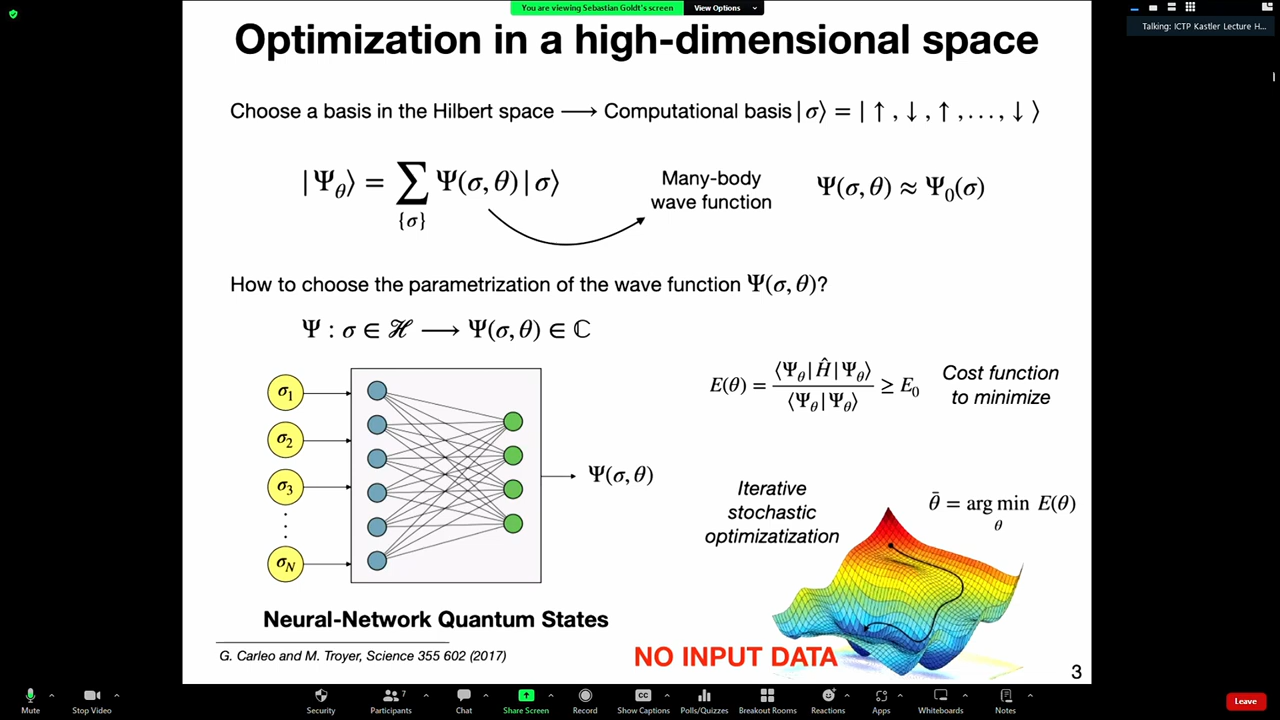 You are viewing Sebastian Goldt's screen
View Options
Talking: ICTP Kastler Lecture H...
Optimization in a high-dimensional space
Choose a basis in the Hilbert space ⟶ Computational basis |σ⟩ = |↑,↓,↑,…,↓⟩
|Ψ_θ⟩ = ∑_{σ} Ψ(σ,θ)|σ⟩
Many-body
wave function
Ψ(σ,θ) ≈ Ψ₀(σ)
How to choose the parametrization of the wave function Ψ(σ,θ)?
Ψ : σ ∈ ℋ ⟶ Ψ(σ,θ) ∈ ℂ
σ₁
σ₂
σ₃
σ_N
Ψ(σ,θ)
Neural-Network Quantum States
E(θ) = ⟨Ψ_θ|Ĥ|Ψ_θ⟩ / ⟨Ψ_θ|Ψ_θ⟩ ≥ E₀
Cost function
to minimize
Iterative
stochastic
optimizatization
θ̄ = arg min_θ E(θ)
NO INPUT DATA
G. Carleo and M. Troyer, Science 355 602 (2017)
3
Mute
Stop Video
Security
Participants
7
Chat
Share Screen
Record
Show Captions
Polls/Quizzes
Breakout Rooms
Reactions
Apps
Whiteboards
Notes
Leave